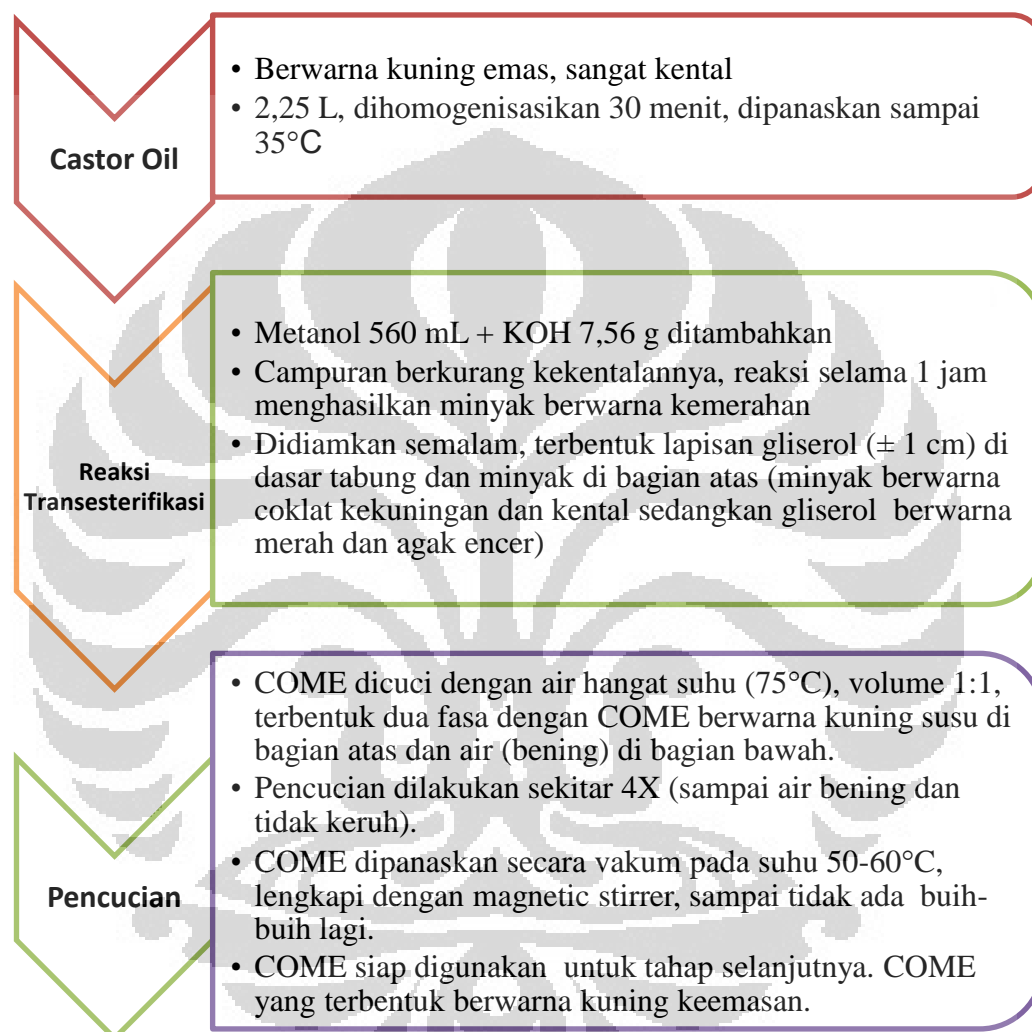 Castor Oil
• Berwarna kuning emas, sangat kental
• 2,25 L, dihomogenisasikan 30 menit, dipanaskan sampai
35°C
Reaksi
Transesterifikasi
• Metanol 560 mL + KOH 7,56 g ditambahkan
• Campuran berkurang kekentalannya, reaksi selama 1 jam
menghasilkan minyak berwarna kemerahan
• Didiamkan semalam, terbentuk lapisan gliserol (± 1 cm) di
dasar tabung dan minyak di bagian atas (minyak berwarna
coklat kekuningan dan kental sedangkan gliserol berwarna
merah dan agak encer)
Pencucian
• COME dicuci dengan air hangat suhu (75°C), volume 1:1,
terbentuk dua fasa dengan COME berwarna kuning susu di
bagian atas dan air (bening) di bagian bawah.
• Pencucian dilakukan sekitar 4X (sampai air bening dan
tidak keruh).
• COME dipanaskan secara vakum pada suhu 50-60°C,
lengkapi dengan magnetic stirrer, sampai tidak ada buih-
buih lagi.
• COME siap digunakan untuk tahap selanjutnya. COME
yang terbentuk berwarna kuning keemasan.